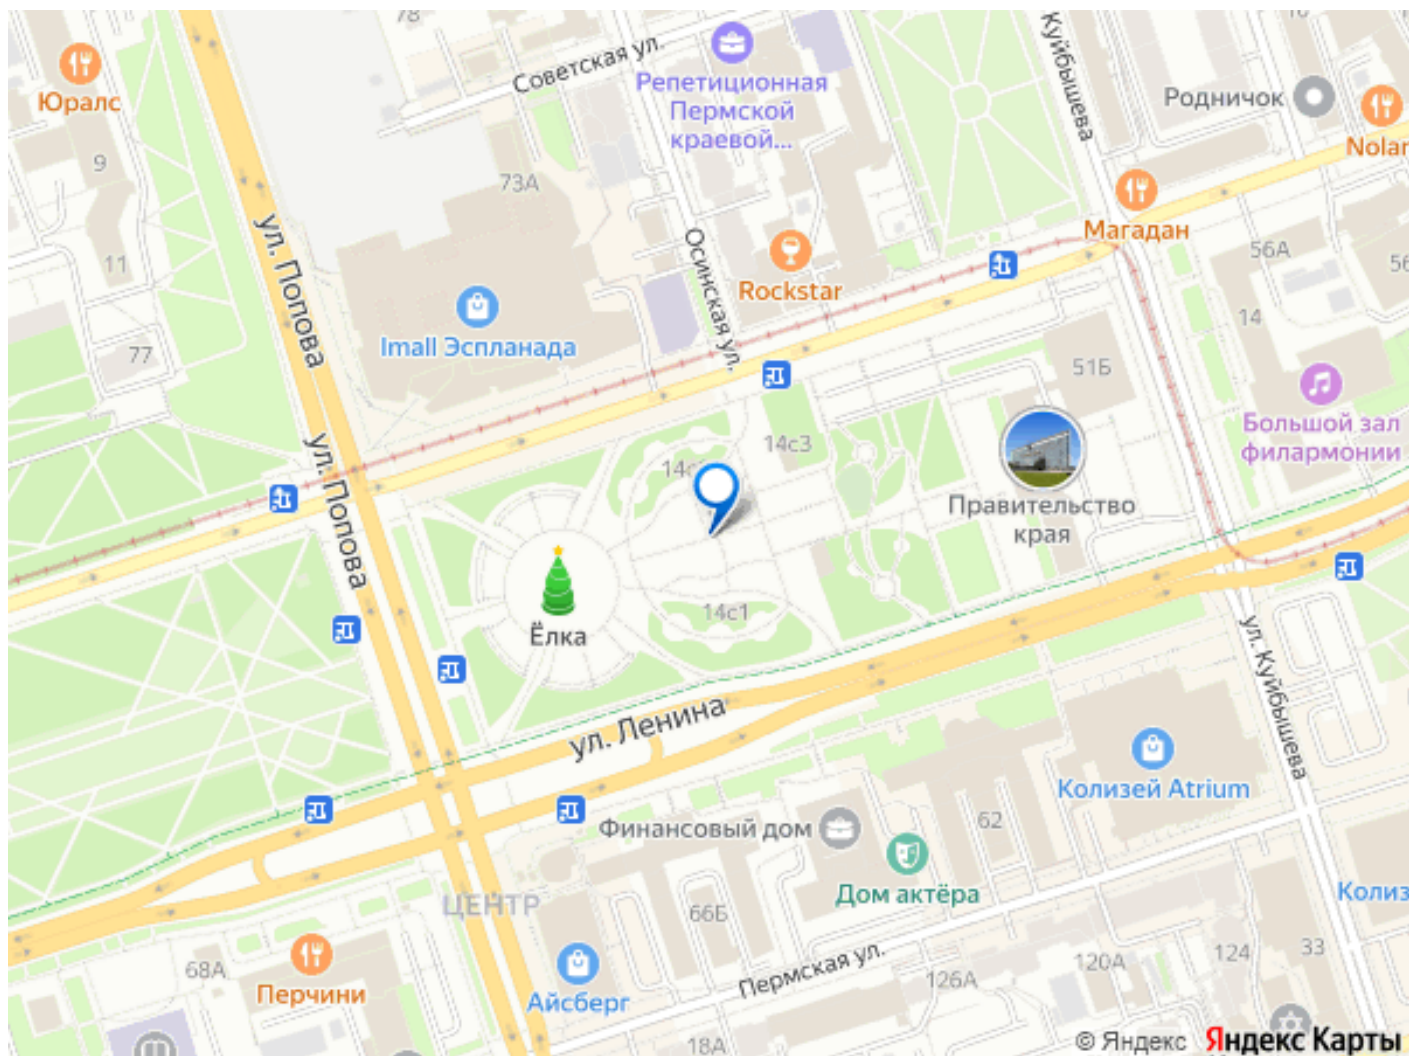 78
Куйбышева
16
Советская ул.
Юралс
Репетиционная
Пермской
краевой...
Родничок
Nolan
9
73А
ул. Попова
Осинская ул.
Магадан
11
Rockstar
56А
56
Imall Эспланада
77
14
51Б
ул. Попова
14с3
Большой зал
филармонии
Правительство
края
Ёлка
14с1
ул. Куйбышева
ул. Ленина
Колизей Atrium
Финансовый дом
62
Дом актёра
ЦЕНТР
66Б
Колиз
68А
Перчини
Айсберг
Пермская ул.
126А
120А
124
33
18А
© Яндекс Яндекс Карты